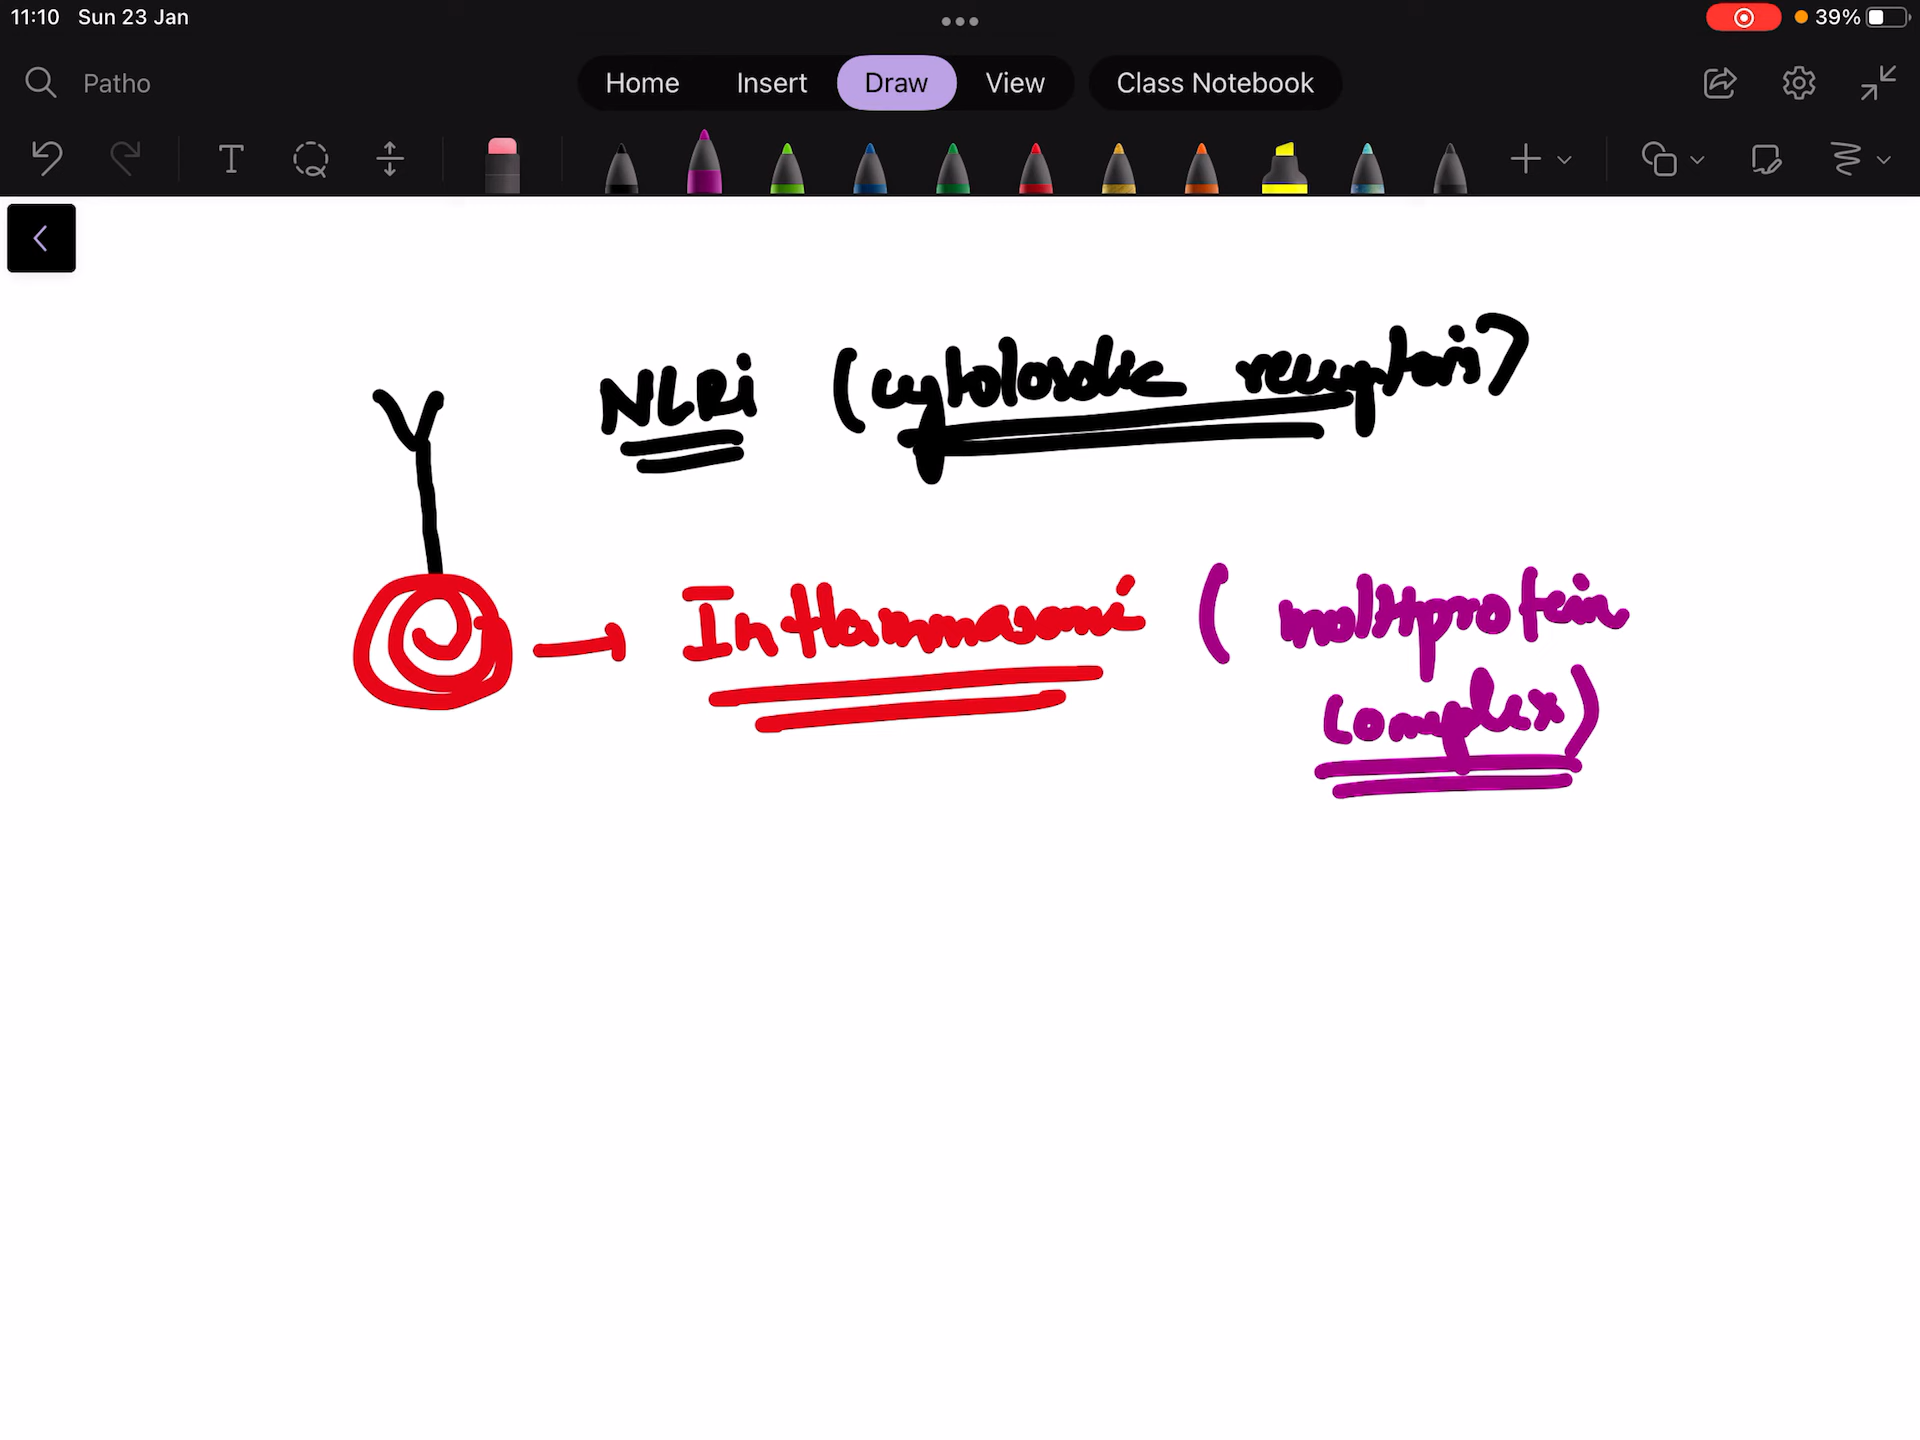 11:10 Sun 23 Jan
39%
Patho
Home Insert Draw View Class Notebook
NLRi (cytolosolic receptors)
Inflammasome (multiprotein
complex)